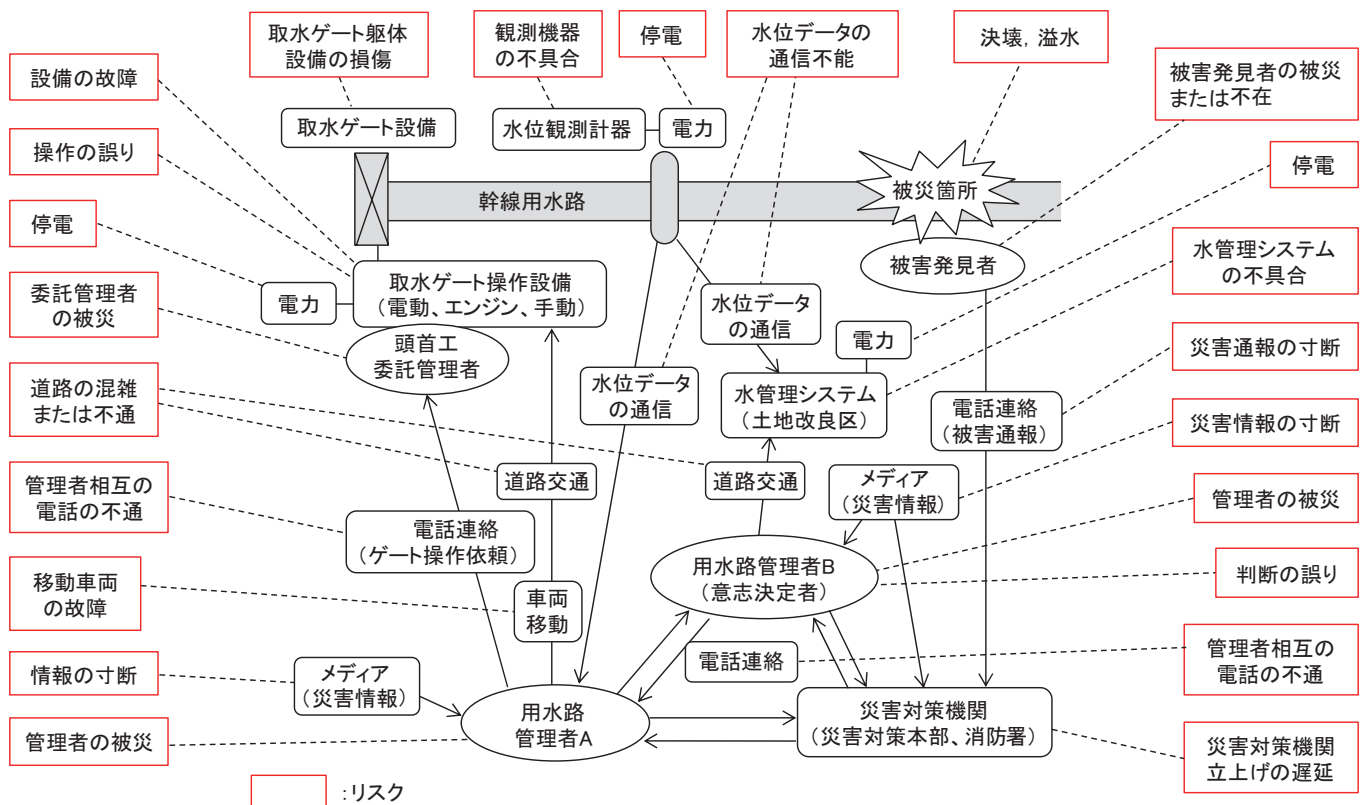 取水ゲート躯体
設備の損傷
観測機器
の不具合
停電
水位データの
通信不能
決壊，溢水
被害発見者の被災
または不在
設備の故障
取水ゲート設備
水位観測計器
電力
操作の誤り
停電
被災箇所
幹線用水路
停電
水管理システム
の不具合
被害発見者
取水ゲート操作設備
（電動、エンジン、手動）
電力
委託管理者
の被災
水位データ
の通信
電力
災害通報の寸断
頭首工
委託管理者
道路の混雑
または不通
水位データ
の通信
水管理システム
（土地改良区）
電話連絡
（被害通報）
災害情報の寸断
管理者相互の
電話の不通
道路交通
道路交通
メディア
（災害情報）
管理者の被災
電話連絡
（ゲート操作依頼）
用水路管理者B
（意志決定者）
判断の誤り
移動車両
の故障
車両
移動
電話連絡
管理者相互の
電話の不通
情報の寸断
メディア
（災害情報）
用水路
管理者A
災害対策機関
（災害対策本部、消防署）
管理者の被災
災害対策機関
立上げの遅延
：リスク